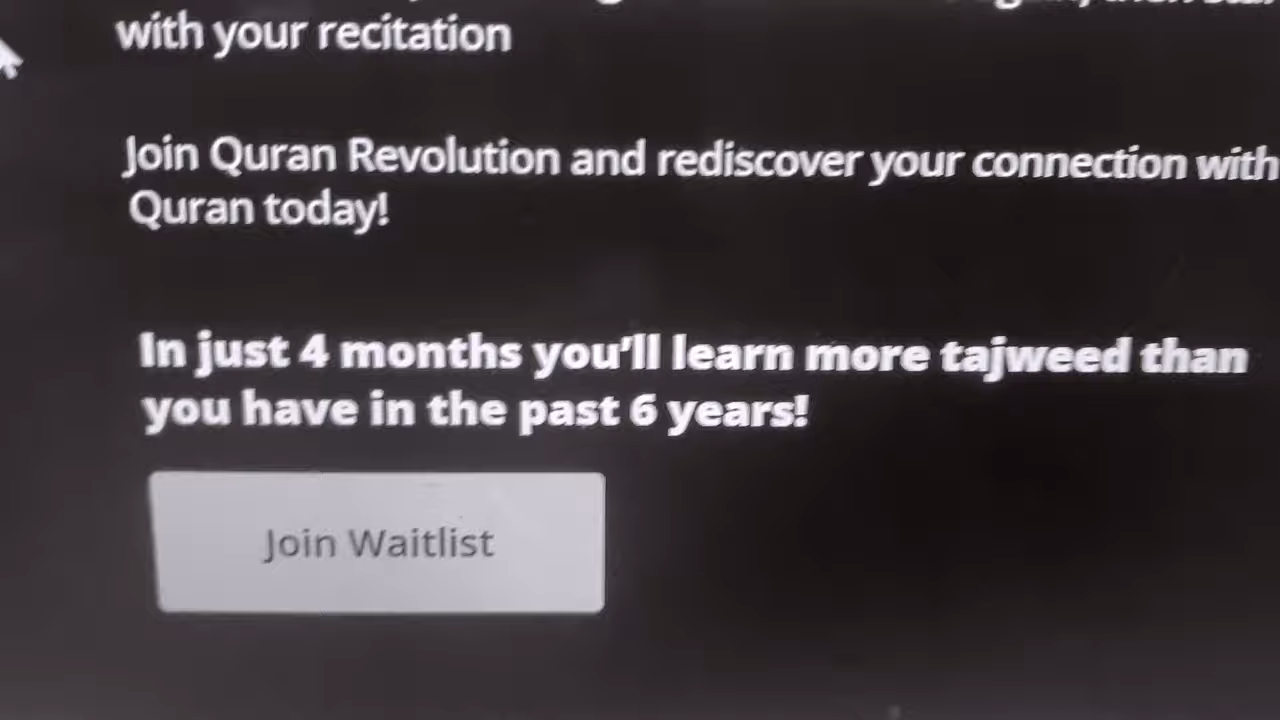 with your recitation
Join Quran Revolution and rediscover your connection with
Quran today!
In just 4 months you'll learn more tajweed than
you have in the past 6 years!
Join Waitlist